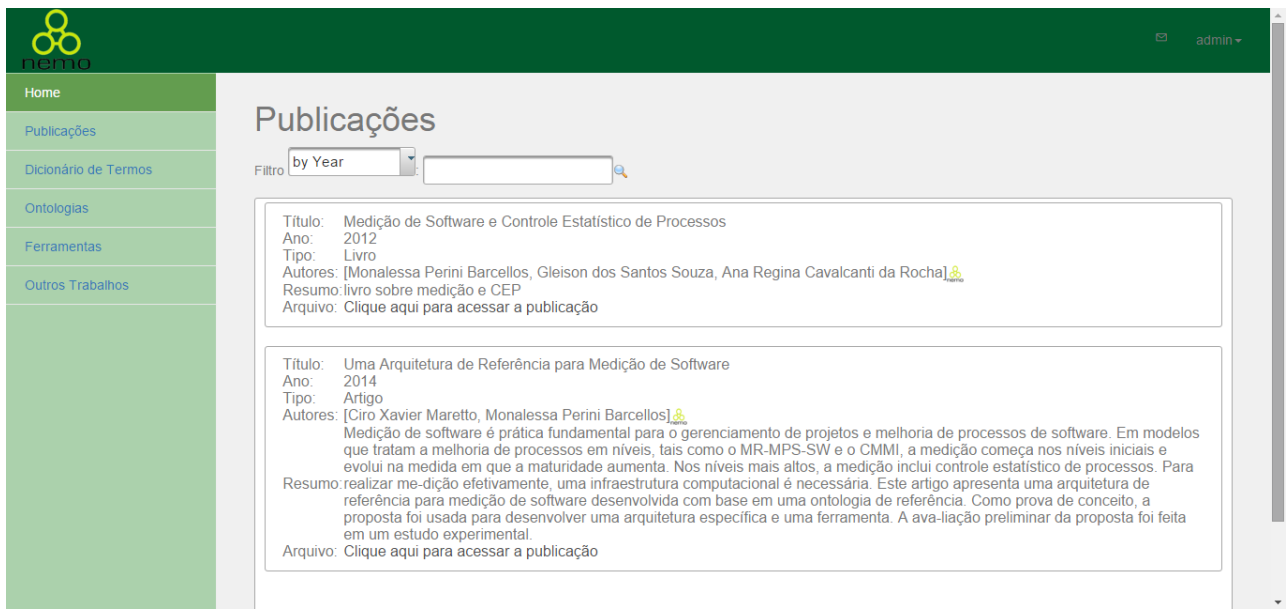 nemo
admin
Home
Publicações
Dicionário de Termos
Ontologias
Ferramentas
Outros Trabalhos
Publicações
Filtro by Year :
Título: Medição de Software e Controle Estatístico de Processos
Ano: 2012
Tipo: Livro
Autores: [Monalessa Perini Barcellos, Gleison dos Santos Souza, Ana Regina Cavalcanti da Rocha] nemo
Resumo: livro sobre medição e CEP
Arquivo: Clique aqui para acessar a publicação
Título: Uma Arquitetura de Referência para Medição de Software
Ano: 2014
Tipo: Artigo
Autores: [Ciro Xavier Maretto, Monalessa Perini Barcellos] nemo
Medição de software é prática fundamental para o gerenciamento de projetos e melhoria de processos de software. Em modelos
que tratam a melhoria de processos em níveis, tais como o MR-MPS-SW e o CMMI, a medição começa nos níveis iniciais e
evolui na medida em que a maturidade aumenta. Nos níveis mais altos, a medição inclui controle estatístico de processos. Para
Resumo: realizar me-dição efetivamente, uma infraestrutura computacional é necessária. Este artigo apresenta uma arquitetura de
referência para medição de software desenvolvida com base em uma ontologia de referência. Como prova de conceito, a
proposta foi usada para desenvolver uma arquitetura específica e uma ferramenta. A ava-liação preliminar da proposta foi feita
em um estudo experimental.
Arquivo: Clique aqui para acessar a publicação